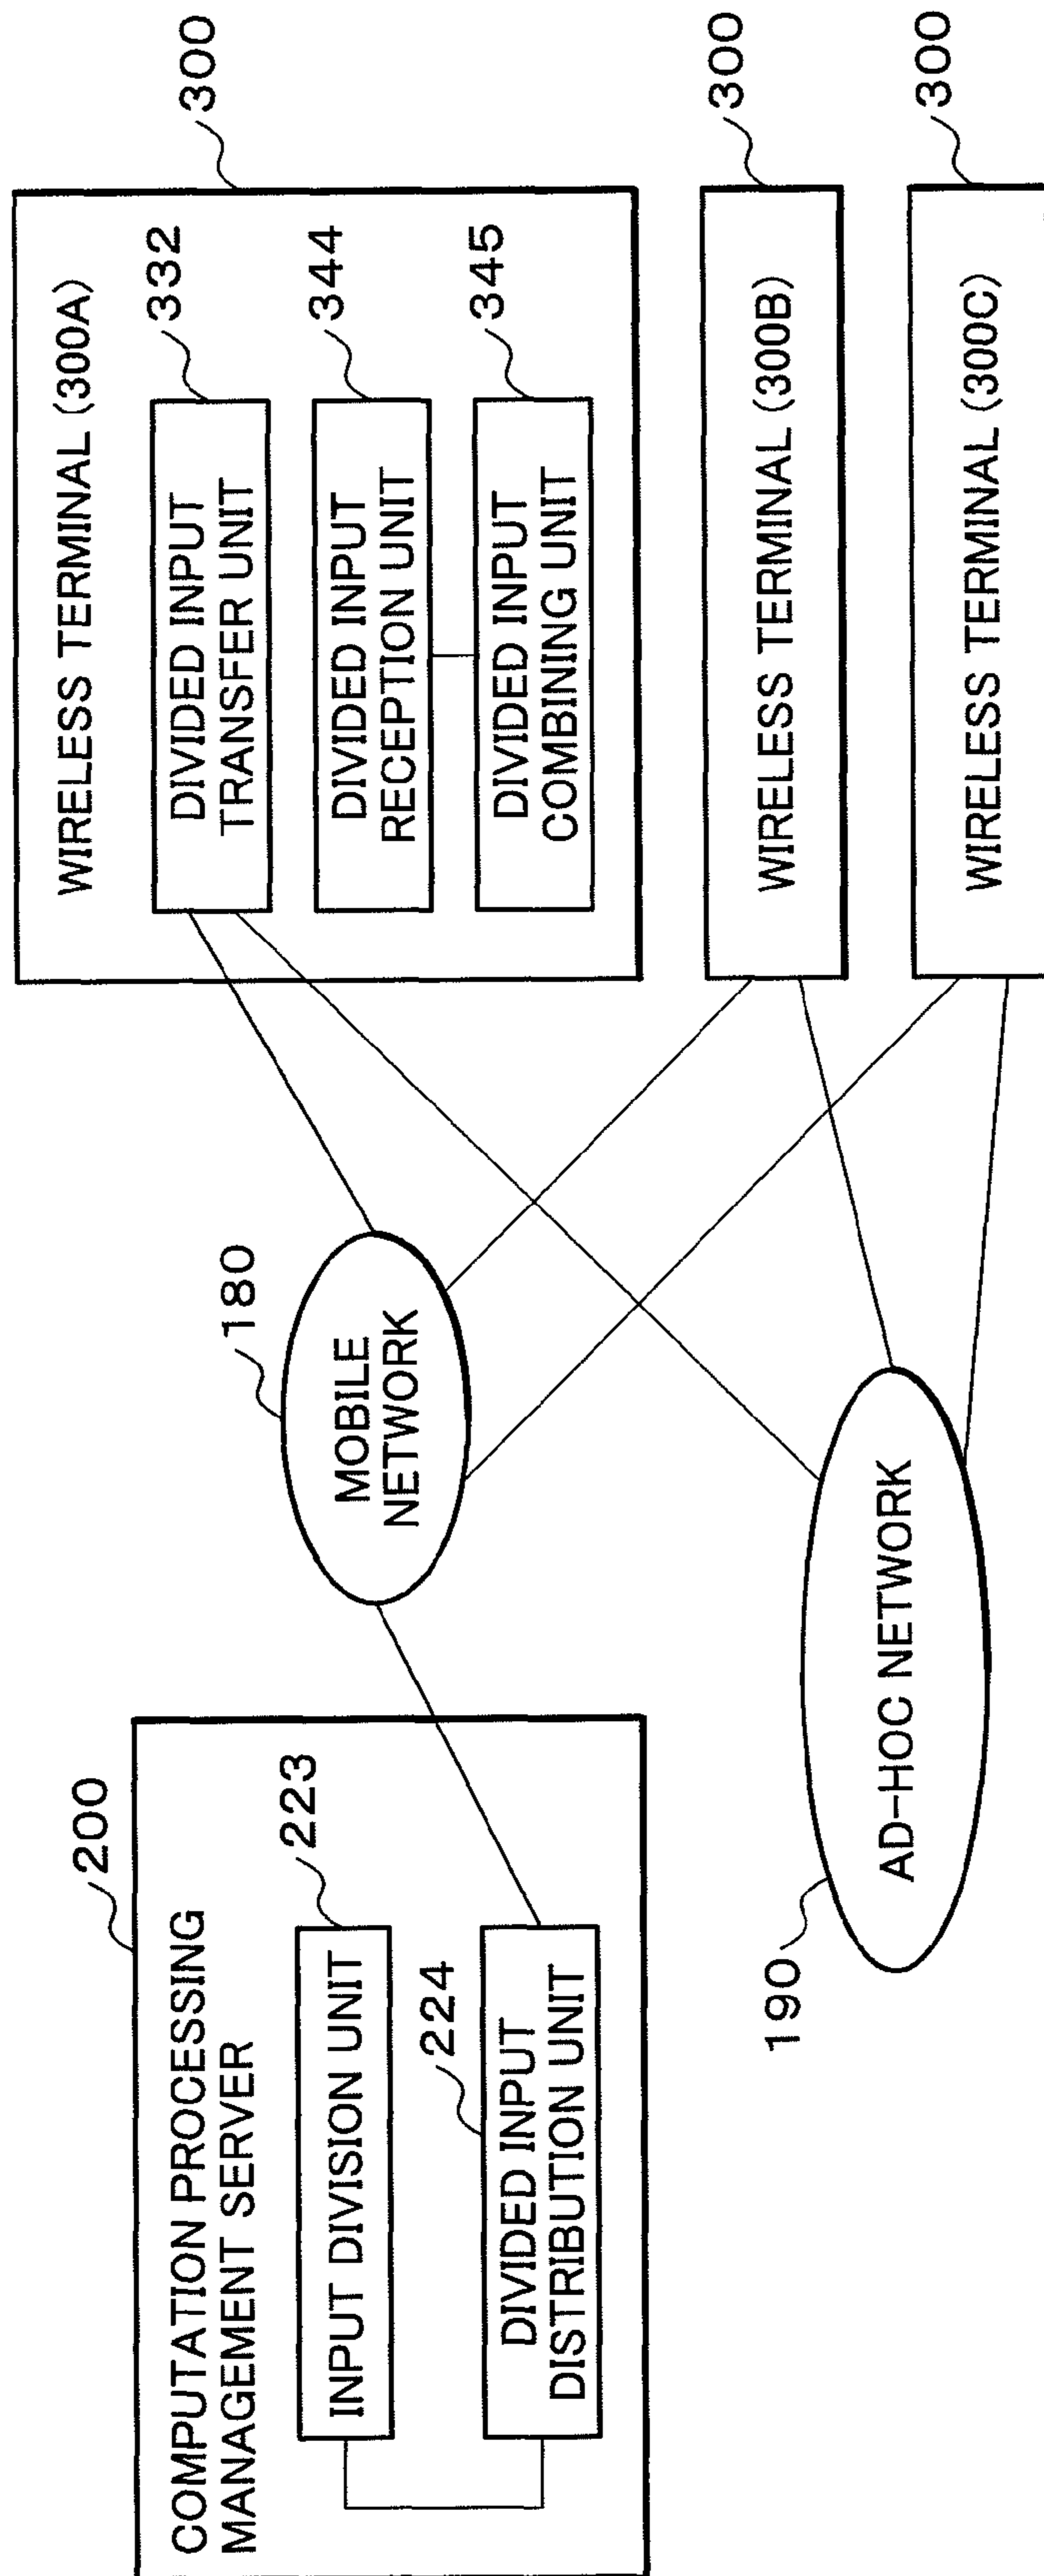 COMPUTATION PROCESSING
MANAGEMENT SERVER
200
INPUT DIVISION UNIT
223
DIVIDED INPUT
DISTRIBUTION UNIT
224
MOBILE
NETWORK
180
AD-HOC NETWORK
190
WIRELESS TERMINAL (300A)
300
DIVIDED INPUT
TRANSFER UNIT
332
DIVIDED INPUT
RECEPTION UNIT
344
DIVIDED INPUT
COMBINING UNIT
345
WIRELESS TERMINAL (300B)
300
WIRELESS TERMINAL (300C)
300